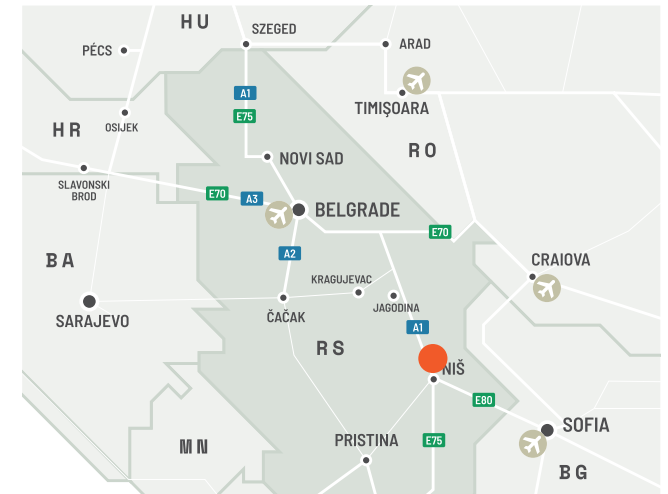 HU
SZEGED
PÉCS
ARAD
A1
TIMIȘOARA
E75
OSIJEK
HR
RO
NOVI SAD
SLAVONSKI
BROD
E70
A3
BELGRADE
E70
A2
BA
CRAIOVA
KRAGUJEVAC
JAGODINA
SARAJEVO
ČAČAK
A1
RS
NIŠ
E80
SOFIA
PRISTINA
E75
MN
BG